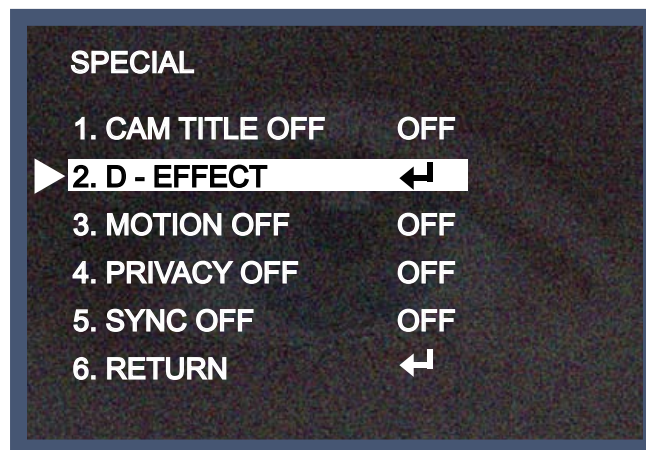 SPECIAL
1. CAM TITLE OFF OFF
2. D - EFFECT ↵
3. MOTION OFF OFF
4. PRIVACY OFF OFF
5. SYNC OFF OFF
6. RETURN ↵